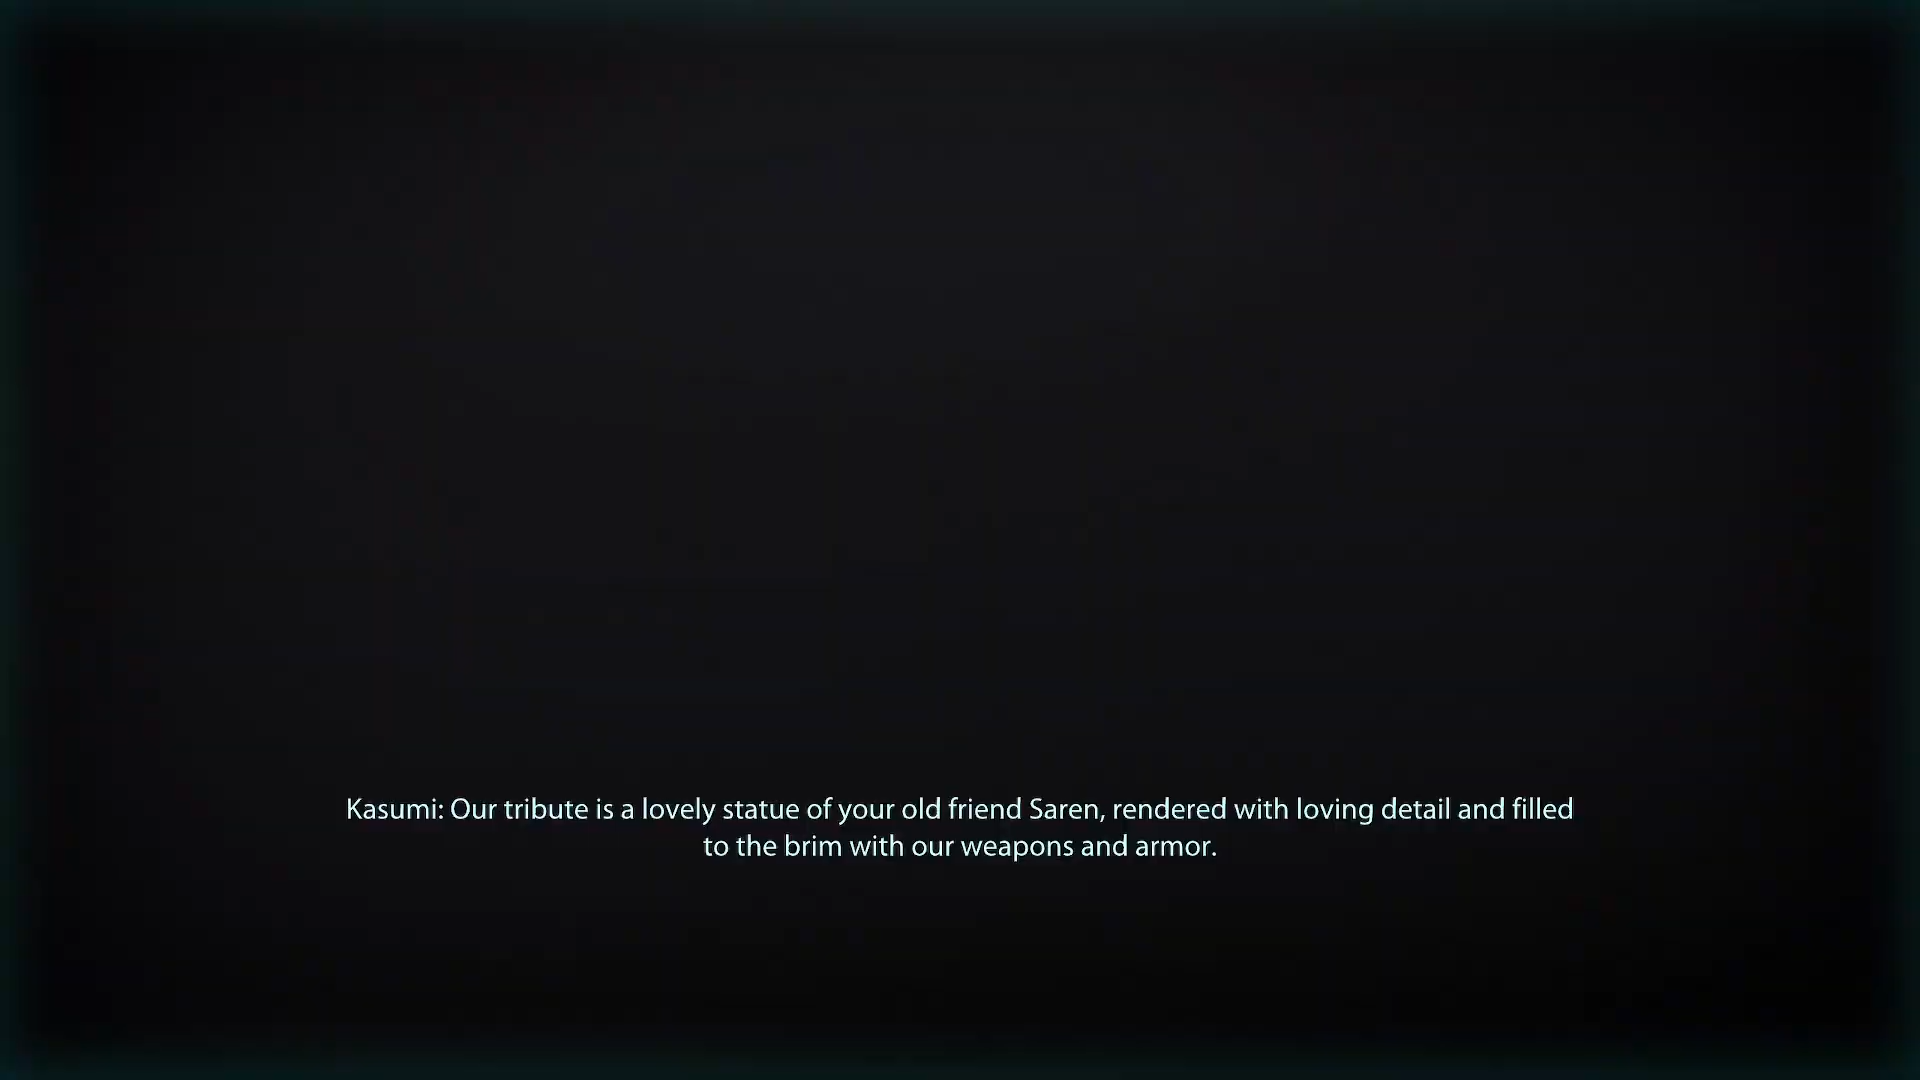 Kasumi: Our tribute is a lovely statue of your old friend Saren, rendered with loving detail and filled
to the brim with our weapons and armor.